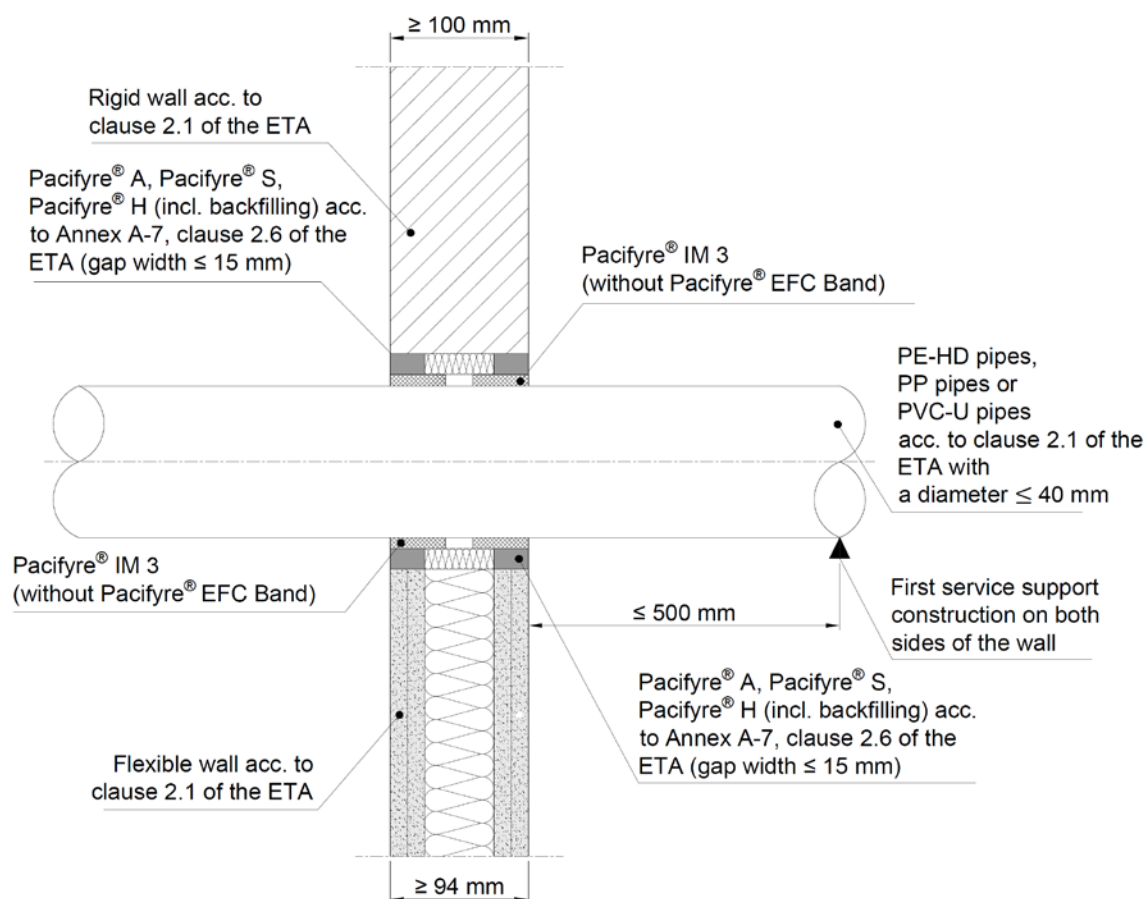 ≥ 100 mm
Rigid wall acc. to
clause 2.1 of the ETA
Pacifyre® A, Pacifyre® S,
Pacifyre® H (incl. backfilling) acc.
to Annex A-7, clause 2.6 of the
ETA (gap width ≤ 15 mm)
Pacifyre® IM 3
(without Pacifyre® EFC Band)
PE-HD pipes,
PP pipes or
PVC-U pipes
acc. to clause 2.1 of the
ETA with
a diameter ≤ 40 mm
Pacifyre® IM 3
(without Pacifyre® EFC Band)
≤ 500 mm
First service support
construction on both
sides of the wall
Pacifyre® A, Pacifyre® S,
Pacifyre® H (incl. backfilling) acc.
to Annex A-7, clause 2.6 of the
ETA (gap width ≤ 15 mm)
Flexible wall acc. to
clause 2.1 of the ETA
≥ 94 mm